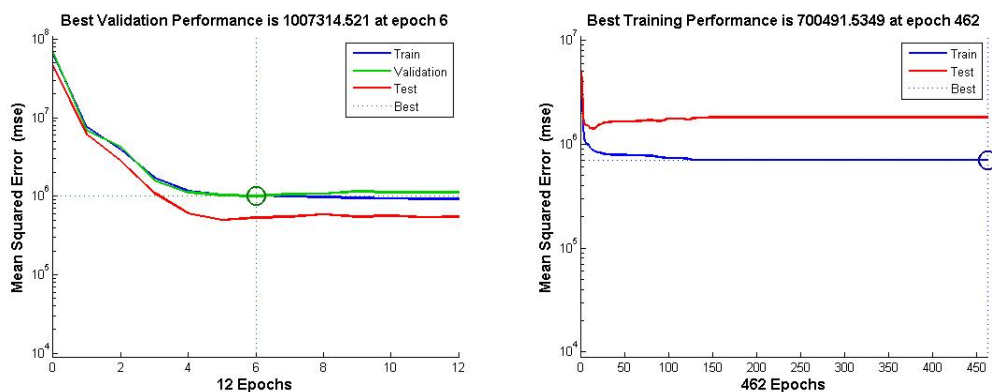 Best Validation Performance is 1007314.521 at epoch 6
Mean Squared Error (mse)
10^8
10^7
10^6
10^5
10^4
Train
Validation
Test
Best
0 2 4 6 8 10 12
12 Epochs
Best Training Performance is 700491.5349 at epoch 462
Mean Squared Error (mse)
10^7
10^6
10^5
10^4
Train
Test
Best
0 50 100 150 200 250 300 350 400 450
462 Epochs